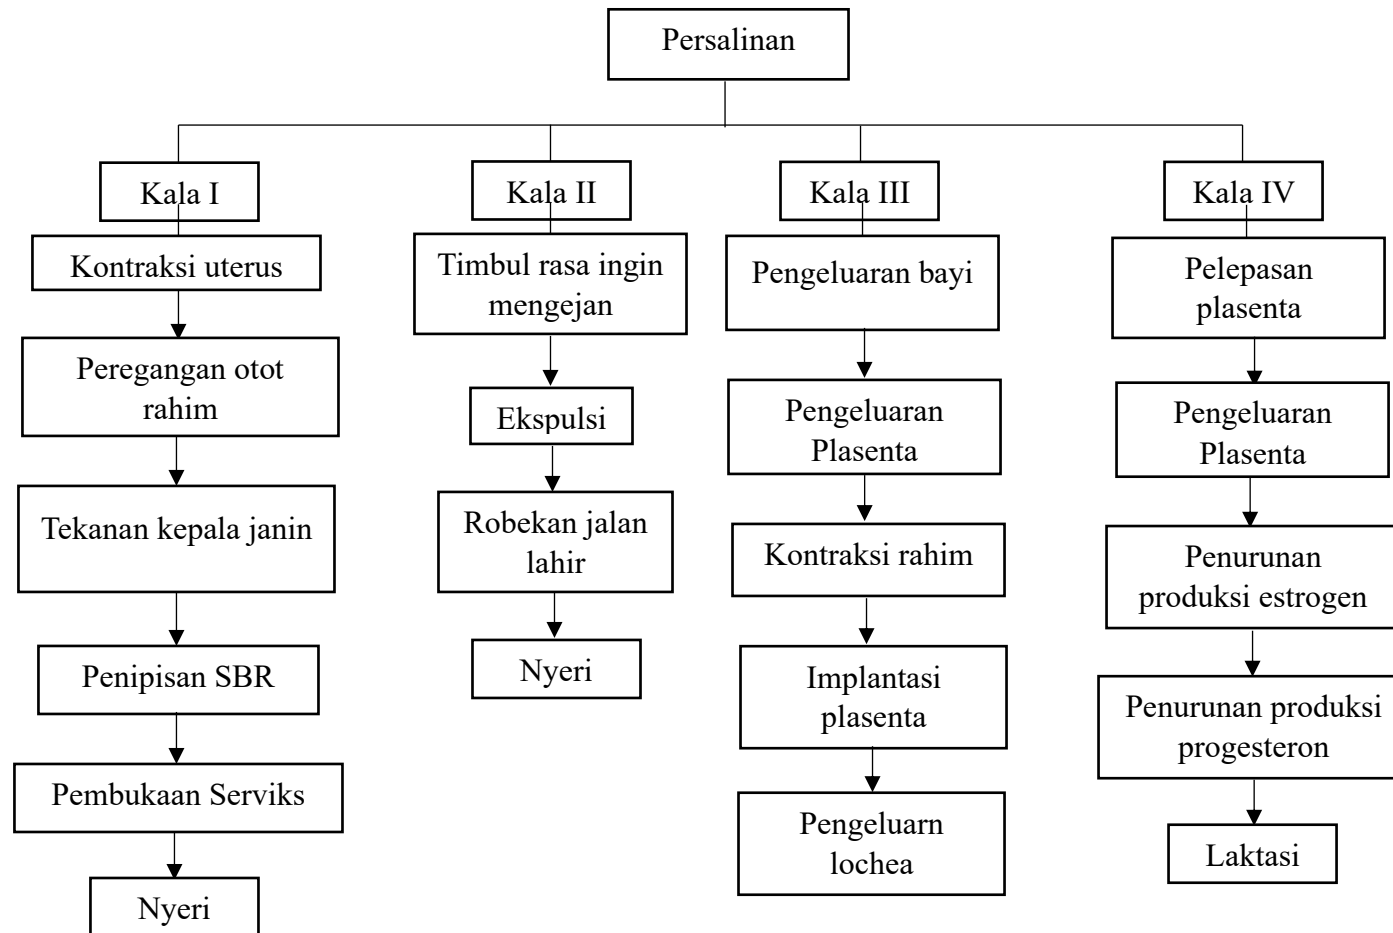 Persalinan
Kala I
Kala II
Kala III
Kala IV
Kontraksi uterus
Timbul rasa ingin
mengejan
Pengeluaran bayi
Pelepasan
plasenta
Peregangan otot
rahim
Ekspulsi
Pengeluaran
Plasenta
Pengeluaran
Plasenta
Tekanan kepala janin
Robekan jalan
lahir
Kontraksi rahim
Penurunan
produksi estrogen
Penipisan SBR
Nyeri
Implantasi
plasenta
Penurunan produksi
progesteron
Pembukaan Serviks
Pengeluarn
lochea
Laktasi
Nyeri